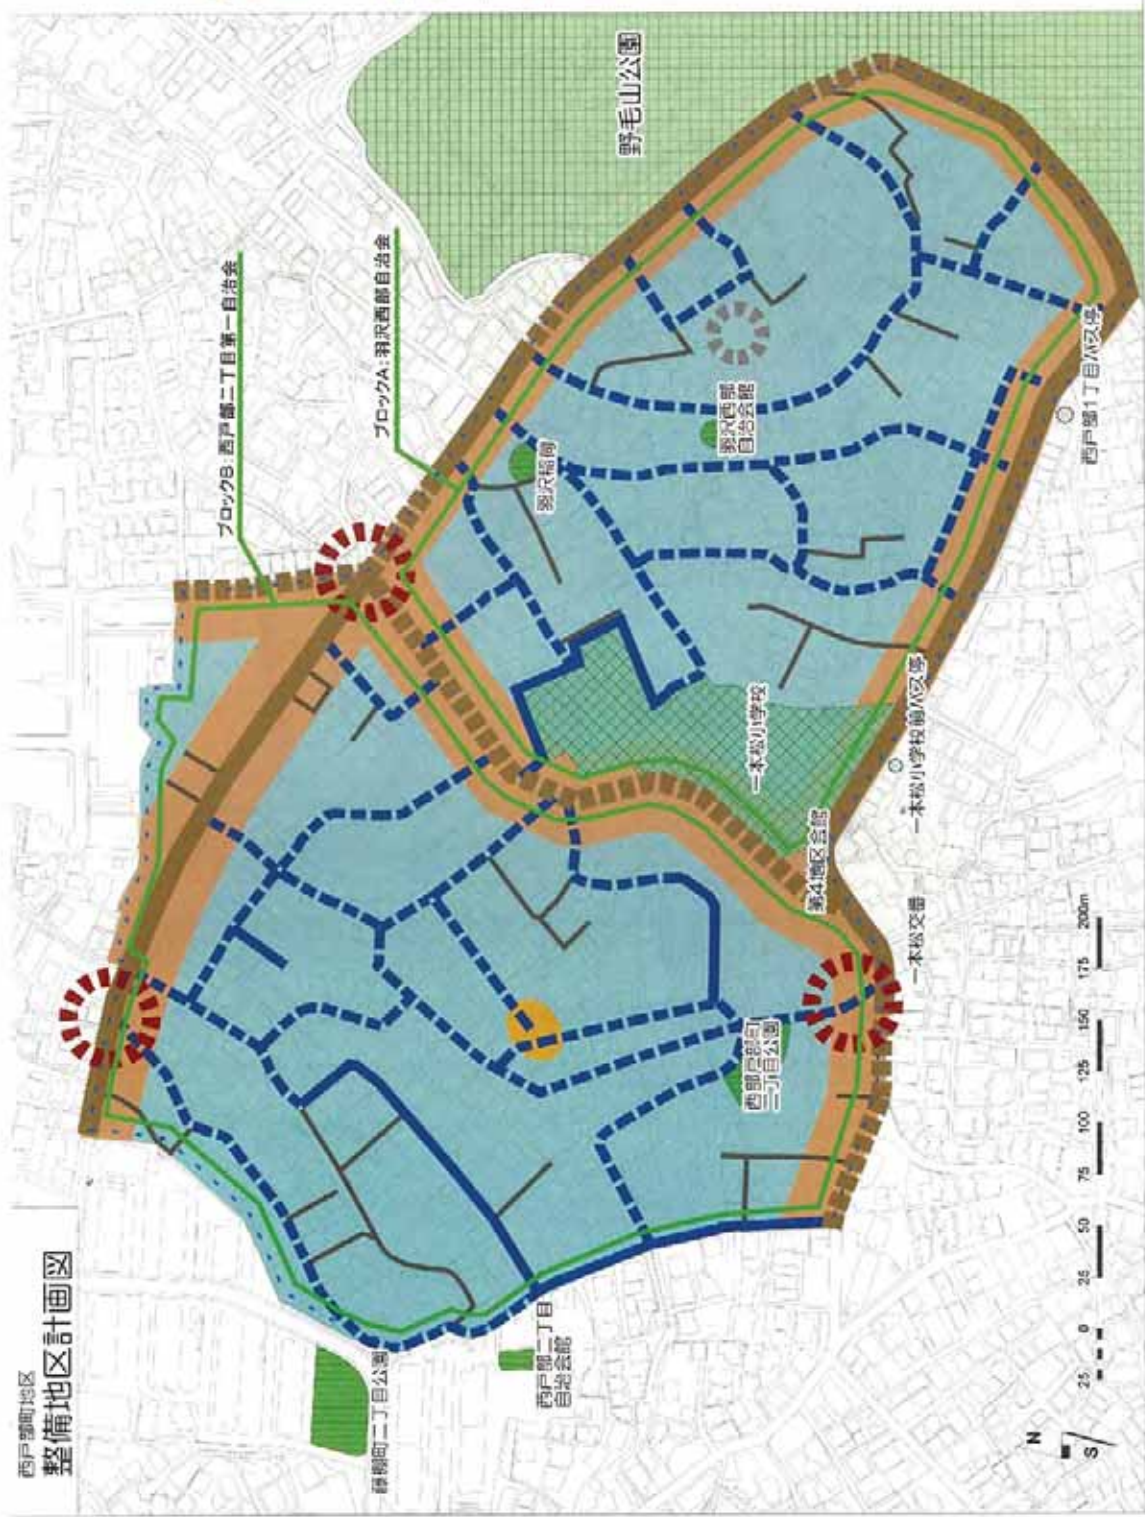 西戸部町地区
整備地区計画図
野毛山公園
ブロックB:西戸部二丁目第一自治会
ブロックA:羽沢西部自治会
羽沢稲荷
羽沢西部
自治会館
西戸部1丁目バス停
一本松小学校
一本松小学校前バス停
第4地区会館
一本松交番
西戸部町
二丁目公園
藤棚町二丁目公園
西戸部二丁目
自治会館
N
S
25 0 25 50 75 100 125 150 175 200m